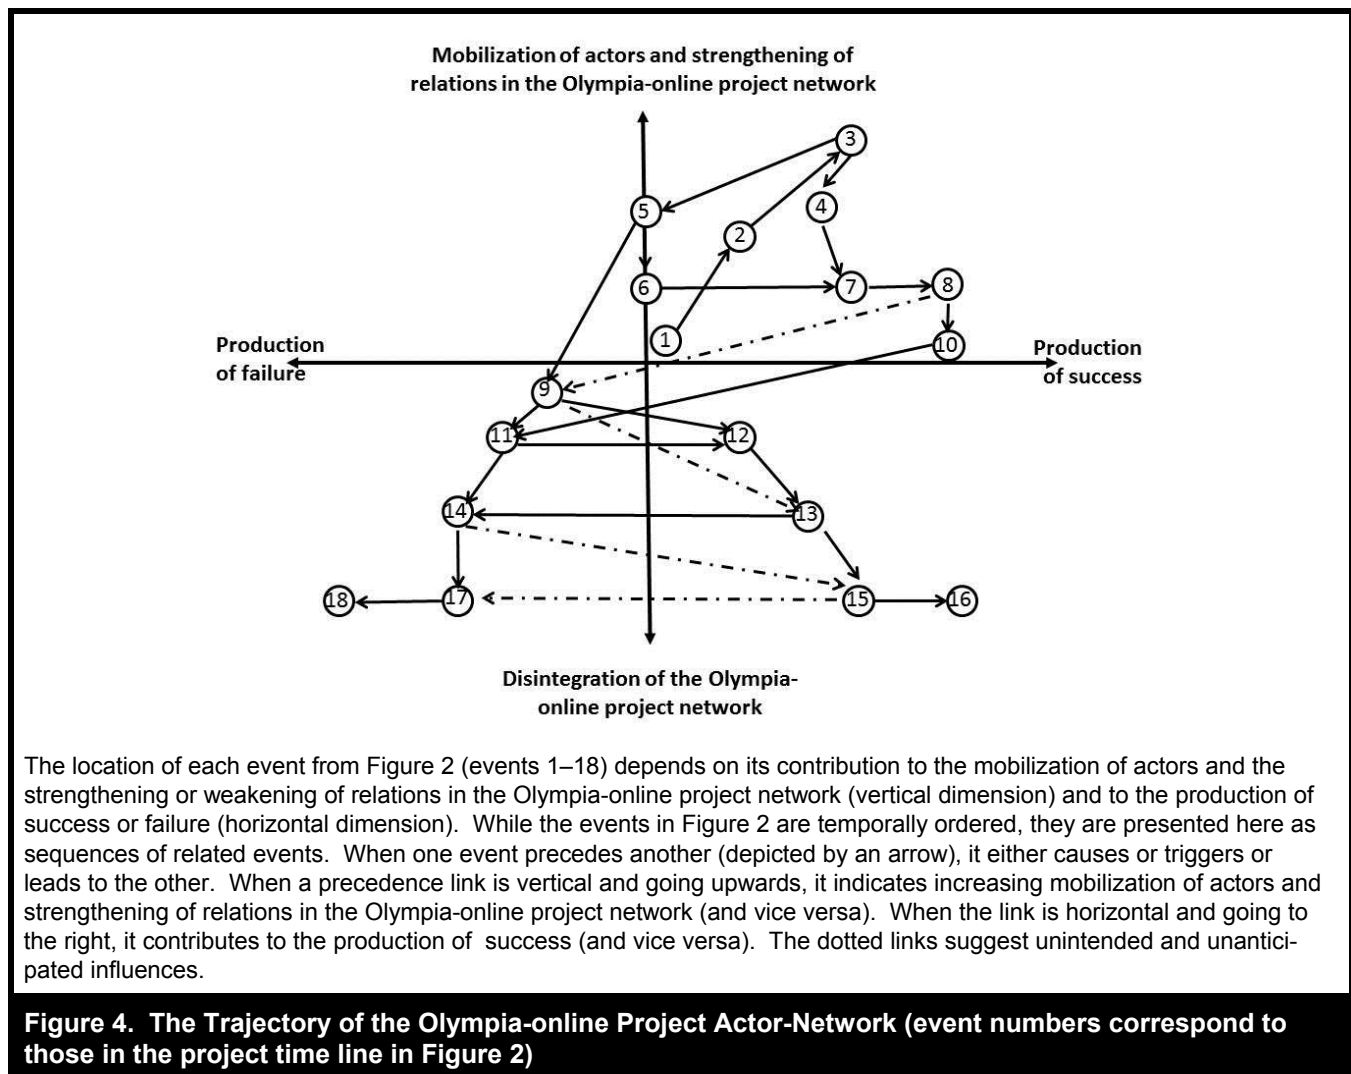 Mobilization of actors and strengthening of
relations in the Olympia-online project network
3
5
4
2
6
7
8
1
10
Production
of failure
Production
of success
9
11
12
14
13
18
17
15
16
Disintegration of the Olympia-
online project network
The location of each event from Figure 2 (events 1–18) depends on its contribution to the mobilization of actors and the
strengthening or weakening of relations in the Olympia-online project network (vertical dimension) and to the production of
success or failure (horizontal dimension). While the events in Figure 2 are temporally ordered, they are presented here as
sequences of related events. When one event precedes another (depicted by an arrow), it either causes or triggers or
leads to the other. When a precedence link is vertical and going upwards, it indicates increasing mobilization of actors and
strengthening of relations in the Olympia-online project network (and vice versa). When the link is horizontal and going to
the right, it contributes to the production of success (and vice versa). The dotted links suggest unintended and unantici-
pated influences.
Figure 4. The Trajectory of the Olympia-online Project Actor-Network (event numbers correspond to
those in the project time line in Figure 2)